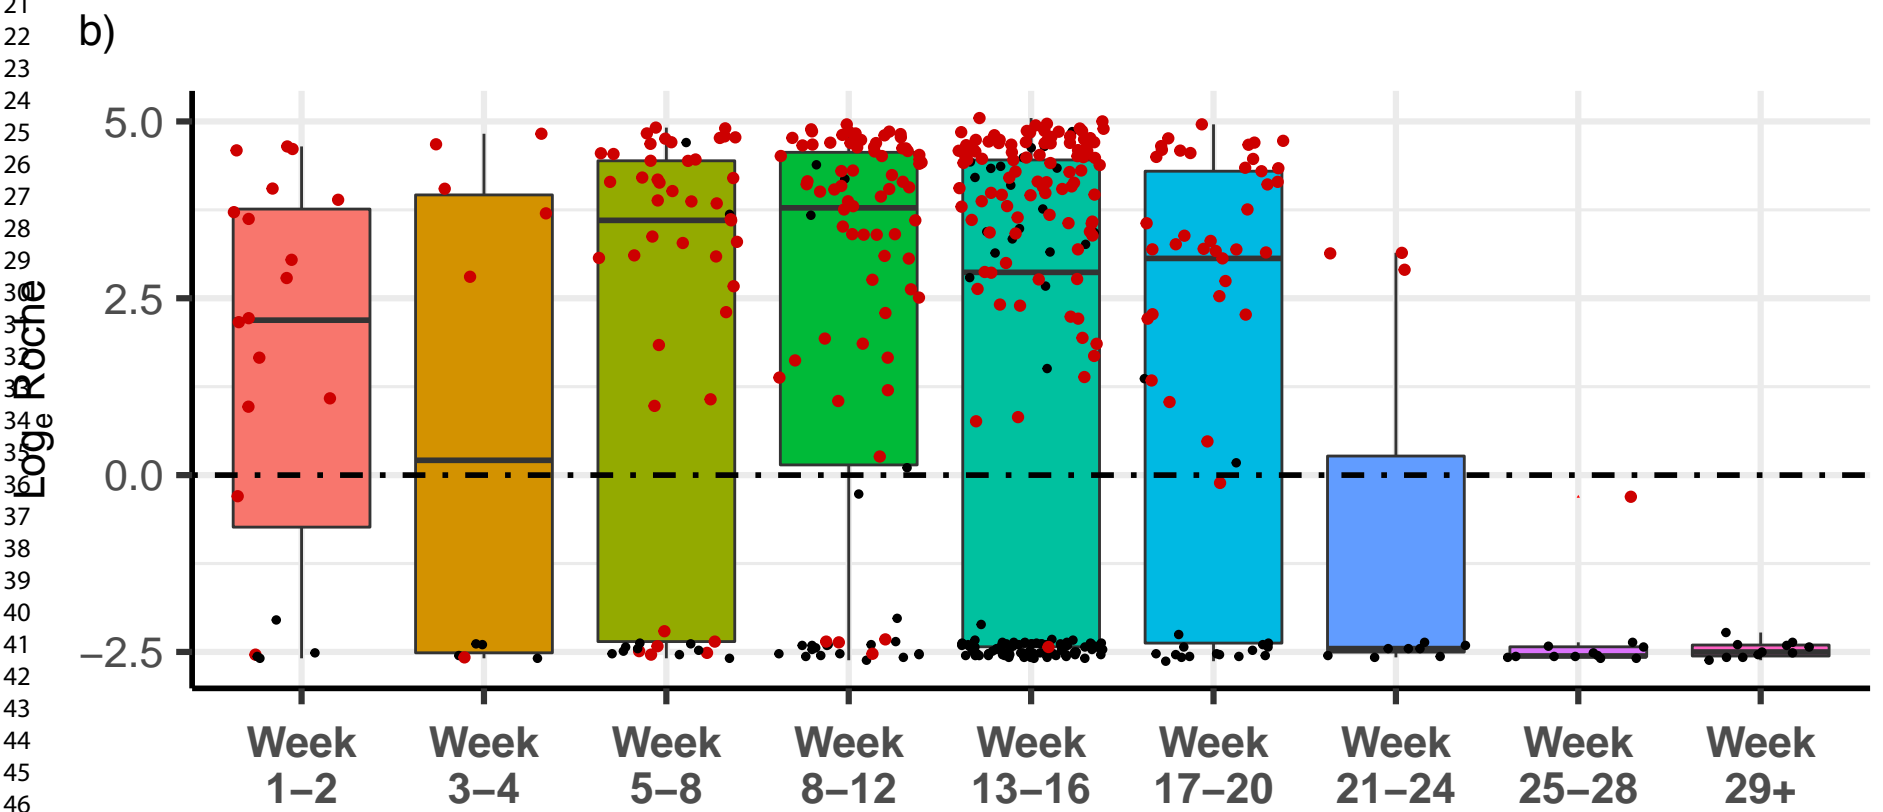 21
22
23
24
25
26
27
28
29
30
31
32
33
34
35
36
37
38
39
40
41
42
43
44
45
46
b)
Logₑ Roche
5.0
2.5
0.0
−2.5
Week 1−2
Week 3−4
Week 5−8
Week 8−12
Week 13−16
Week 17−20
Week 21−24
Week 25−28
Week 29+